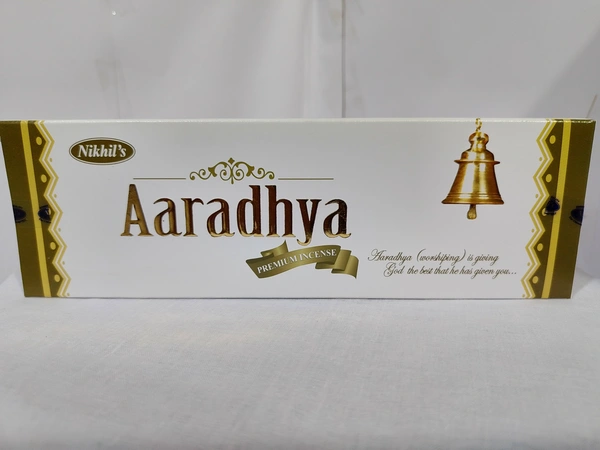 Nikhil's
Aaradhya
PREMIUM INCENSE
Aaradhya (worshiping) is giving
God the best that he has given you...